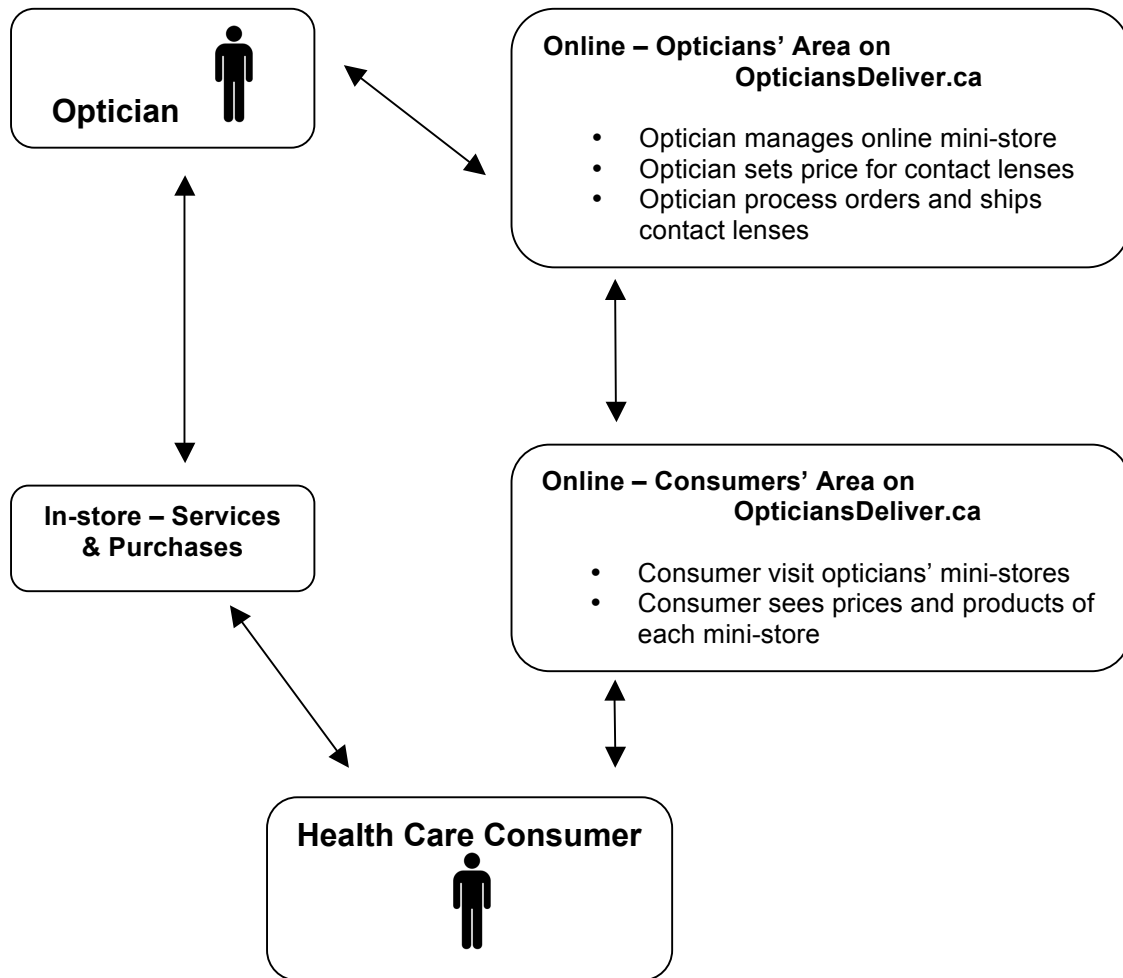 Optician
Online – Opticians’ Area on
OpticiansDeliver.ca
• Optician manages online mini-store
• Optician sets price for contact lenses
• Optician process orders and ships
contact lenses
In-store – Services
& Purchases
Online – Consumers’ Area on
OpticiansDeliver.ca
• Consumer visit opticians’ mini-stores
• Consumer sees prices and products of
each mini-store
Health Care Consumer